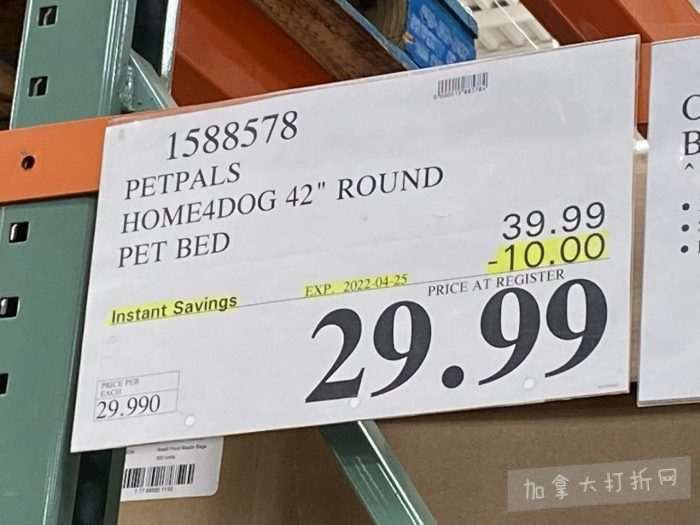 1588578
PETPALS
HOME4DOG 42" ROUND
PET BED
39.99
-10.00
Instant Savings
EXP. 2022-04-25
PRICE AT REGISTER
29.99
PRICE PER
EACH
29.990
C
B
加拿大打折网